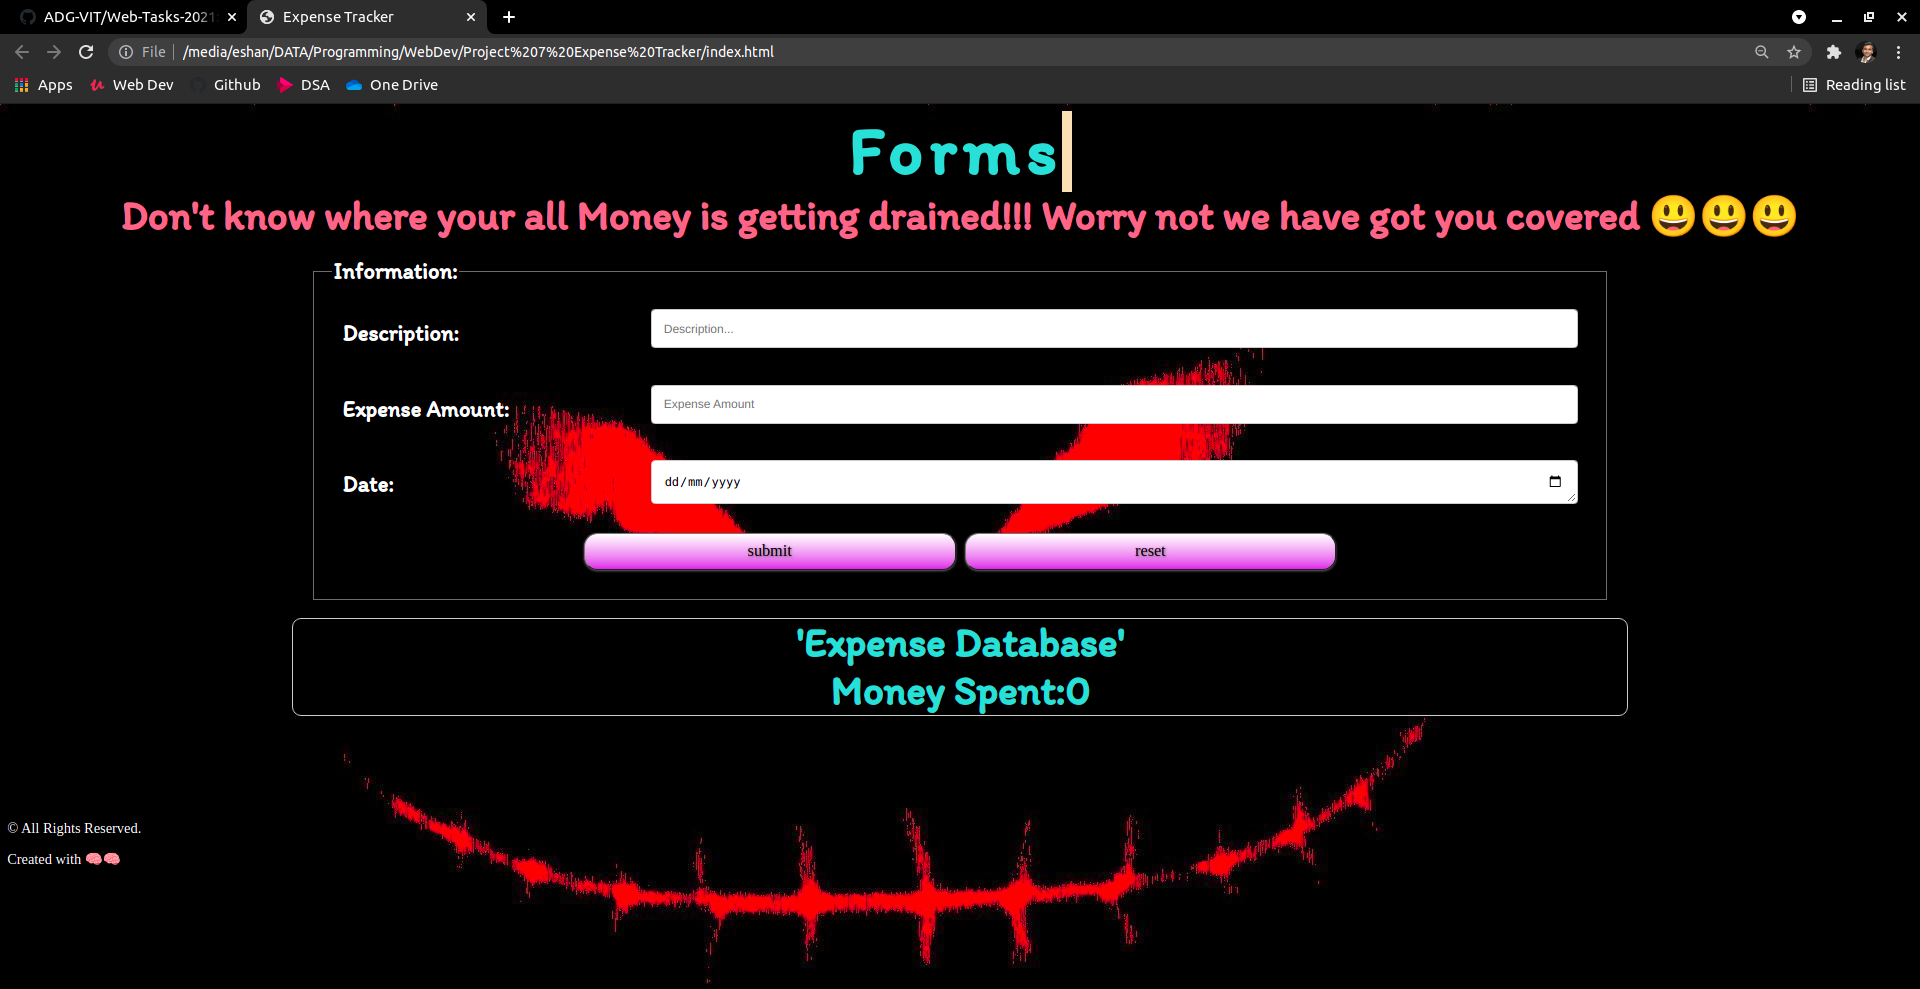 ADG-VIT/Web-Tasks-2021
Expense Tracker
File
/media/eshan/DATA/Programming/WebDev/Project%207%20Expense%20Tracker/index.html
Apps
Web Dev
Github
DSA
One Drive
Reading list
Forms
Don't know where your all Money is getting drained!!! Worry not we have got you covered 😃😃😃
Information:
Description:
Description...
Expense Amount:
Expense Amount
Date:
dd/mm/yyyy
submit
reset
'Expense Database'
Money Spent:0
© All Rights Reserved.
Created with 🧠🧠